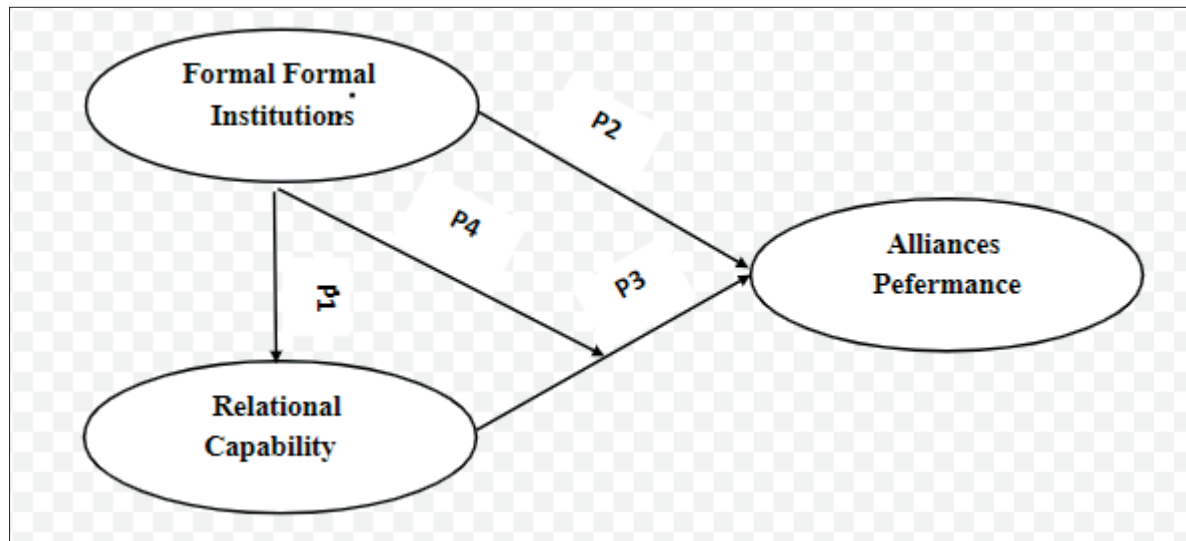 Formal Formal
Institutions
P2
P4
Alliances
Pefermance
P3
P1
Relational
Capability